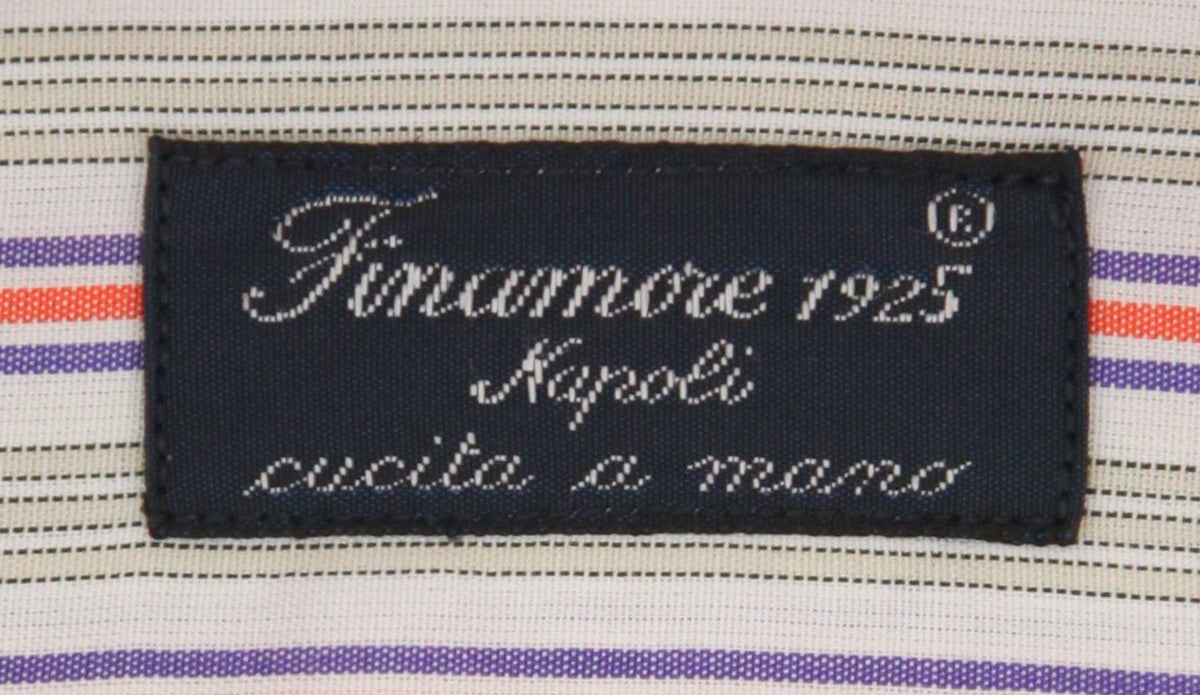 Finamore 1925 ®
Napoli
cucita a mano